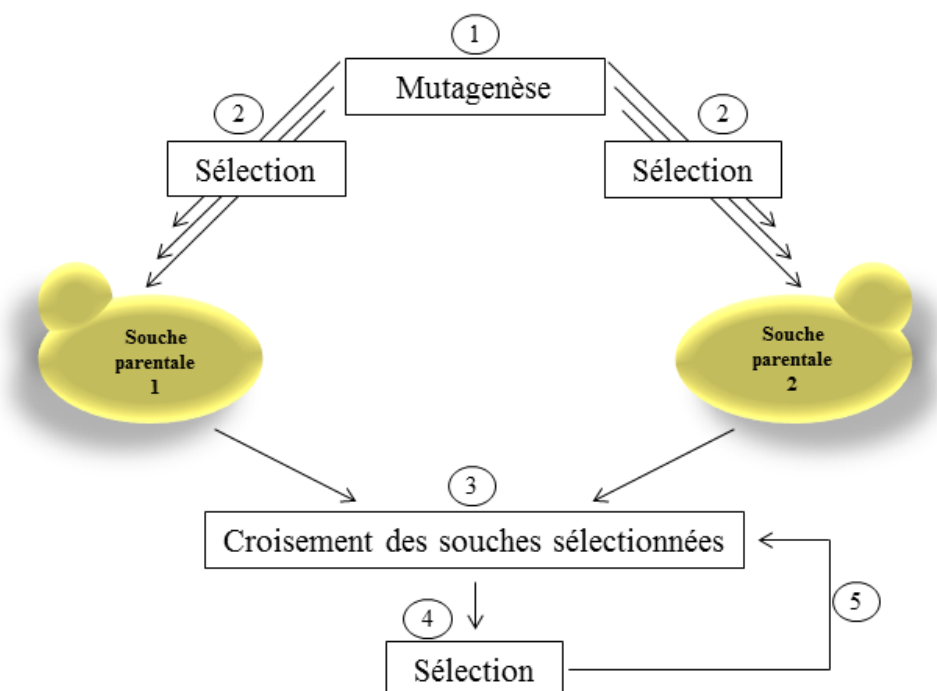 1
Mutagenèse
2
2
Sélection
Sélection
Souche
parentale
1
Souche
parentale
2
3
Croisement des souches sélectionnées
4
5
Sélection